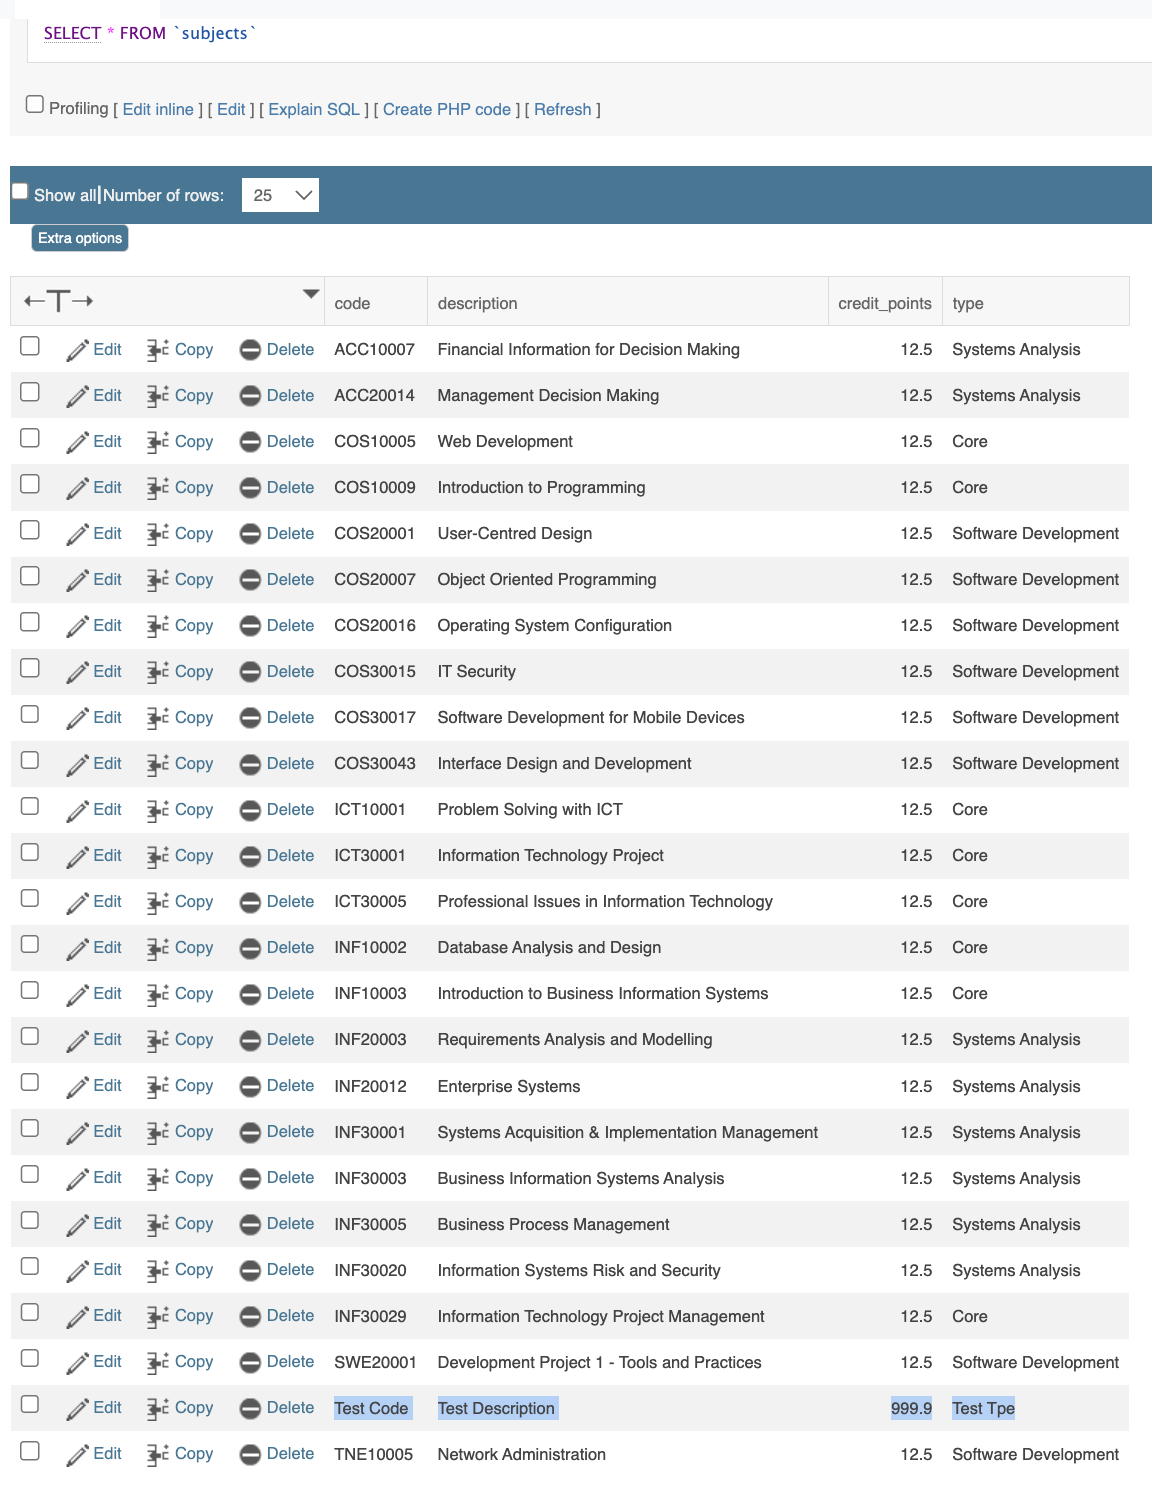 SELECT * FROM `subjects`
Profiling [ Edit inline ] [ Edit ] [ Explain SQL ] [ Create PHP code ] [ Refresh ]
Show all Number of rows: 25
Extra options
code description credit_points type
Edit Copy Delete ACC10007 Financial Information for Decision Making 12.5 Systems Analysis
Edit Copy Delete ACC20014 Management Decision Making 12.5 Systems Analysis
Edit Copy Delete COS10005 Web Development 12.5 Core
Edit Copy Delete COS10009 Introduction to Programming 12.5 Core
Edit Copy Delete COS20001 User-Centred Design 12.5 Software Development
Edit Copy Delete COS20007 Object Oriented Programming 12.5 Software Development
Edit Copy Delete COS20016 Operating System Configuration 12.5 Software Development
Edit Copy Delete COS30015 IT Security 12.5 Software Development
Edit Copy Delete COS30017 Software Development for Mobile Devices 12.5 Software Development
Edit Copy Delete COS30043 Interface Design and Development 12.5 Software Development
Edit Copy Delete ICT10001 Problem Solving with ICT 12.5 Core
Edit Copy Delete ICT30001 Information Technology Project 12.5 Core
Edit Copy Delete ICT30005 Professional Issues in Information Technology 12.5 Core
Edit Copy Delete INF10002 Database Analysis and Design 12.5 Core
Edit Copy Delete INF10003 Introduction to Business Information Systems 12.5 Core
Edit Copy Delete INF20003 Requirements Analysis and Modelling 12.5 Systems Analysis
Edit Copy Delete INF20012 Enterprise Systems 12.5 Systems Analysis
Edit Copy Delete INF30001 Systems Acquisition & Implementation Management 12.5 Systems Analysis
Edit Copy Delete INF30003 Business Information Systems Analysis 12.5 Systems Analysis
Edit Copy Delete INF30005 Business Process Management 12.5 Systems Analysis
Edit Copy Delete INF30020 Information Systems Risk and Security 12.5 Systems Analysis
Edit Copy Delete INF30029 Information Technology Project Management 12.5 Core
Edit Copy Delete SWE20001 Development Project 1 - Tools and Practices 12.5 Software Development
Edit Copy Delete Test Code Test Description 999.9 Test Tpe
Edit Copy Delete TNE10005 Network Administration 12.5 Software Development